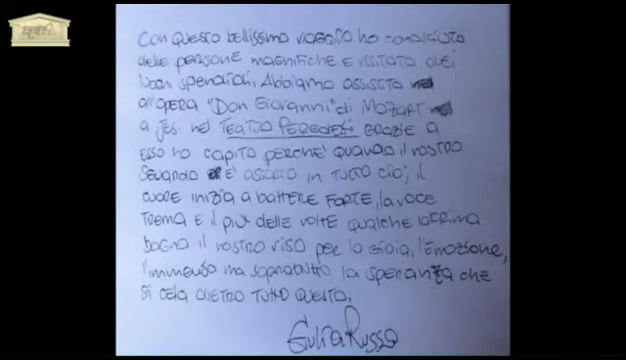 Con questo bellissimo viaggio ho conosciuto
delle persone magnifiche e visitato quei
luoghi splendidi. Abbiamo assistito
all'opera "Don Giovanni" di Mozart
a Jesi nel Teatro Pergolesi grazie a
esso ho capito perché quando il nostro
sguardo è assorto in tutto ciò, il
cuore inizia a battere forte, la voce
trema e il più delle volte qualche lacrima
bagna il nostro viso per la gioia, l'emozione,
l'immenso ma soprattutto la speranza che
si cela dietro tutto questo.
Giulia Russo